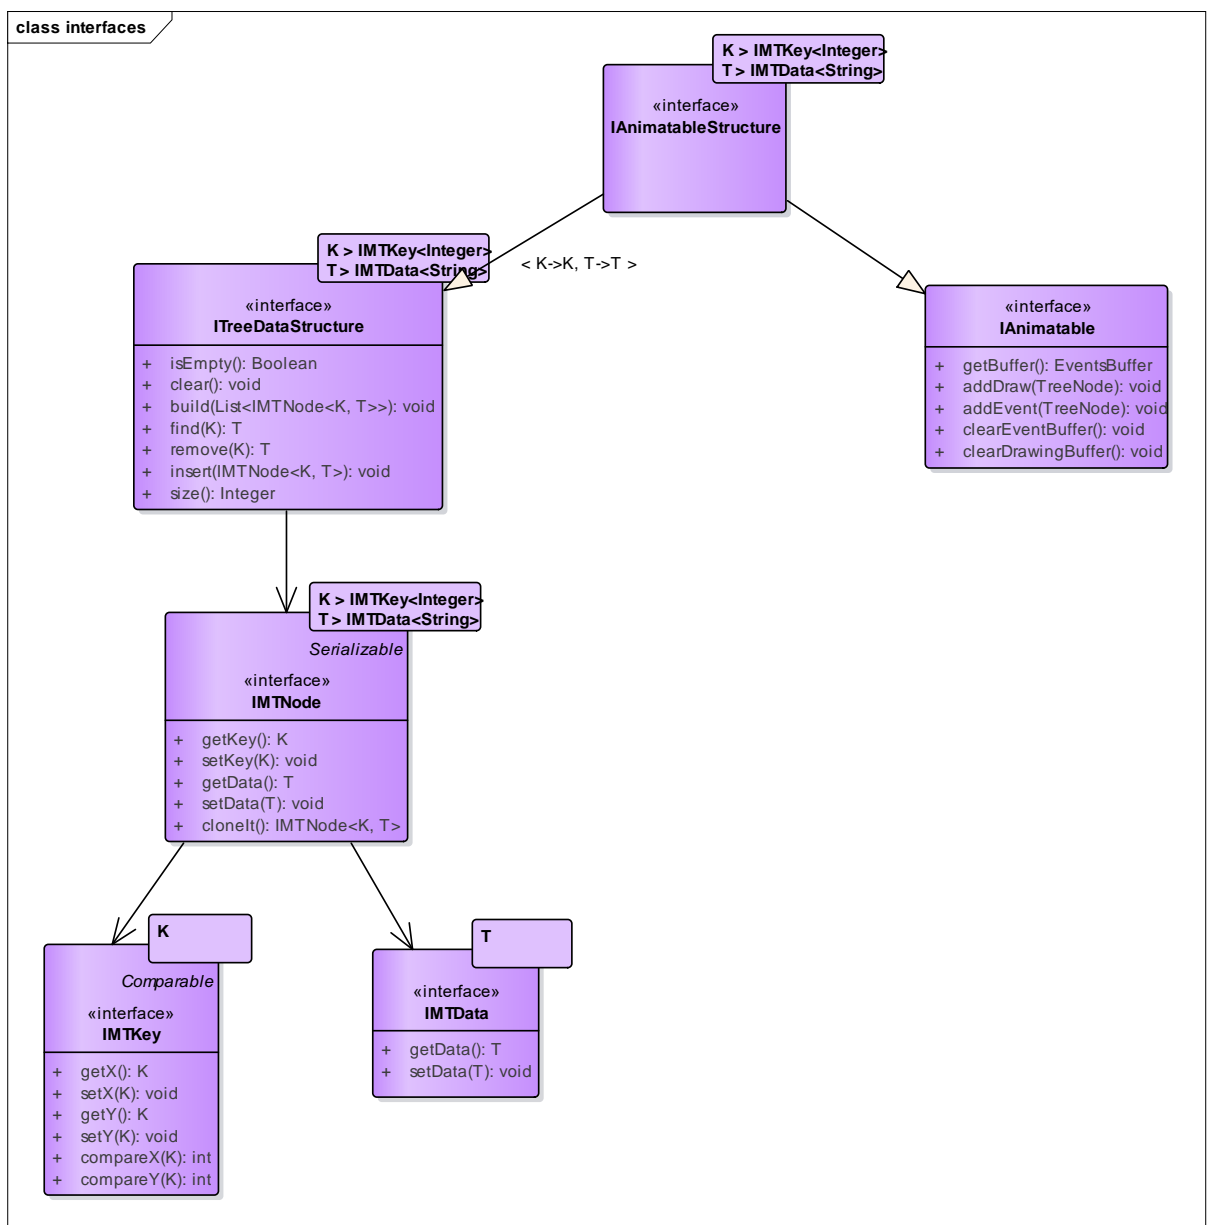 class interfaces
K > IMTKey<Integer>
T > IMTData<String>
«interface»
IAnimatableStructure
K > IMTKey<Integer>
T > IMTData<String>
< K->K, T->T >
«interface»
ITreeDataStructure
+ isEmpty(): Boolean
+ clear(): void
+ build(List<IMTNode<K, T>>): void
+ find(K): T
+ remove(K): T
+ insert(IMTNode<K, T>): void
+ size(): Integer
«interface»
IAnimatable
+ getBuffer(): EventsBuffer
+ addDraw(TreeNode): void
+ addEvent(TreeNode): void
+ clearEventBuffer(): void
+ clearDrawingBuffer(): void
K > IMTKey<Integer>
T > IMTData<String>
Serializable
«interface»
IMTNode
+ getKey(): K
+ setKey(K): void
+ getData(): T
+ setData(T): void
+ cloneIt(): IMTNode<K, T>
K
Comparable
«interface»
IMTKey
+ getX(): K
+ setX(K): void
+ getY(): K
+ setY(K): void
+ compareX(K): int
+ compareY(K): int
T
«interface»
IMTData
+ getData(): T
+ setData(T): void